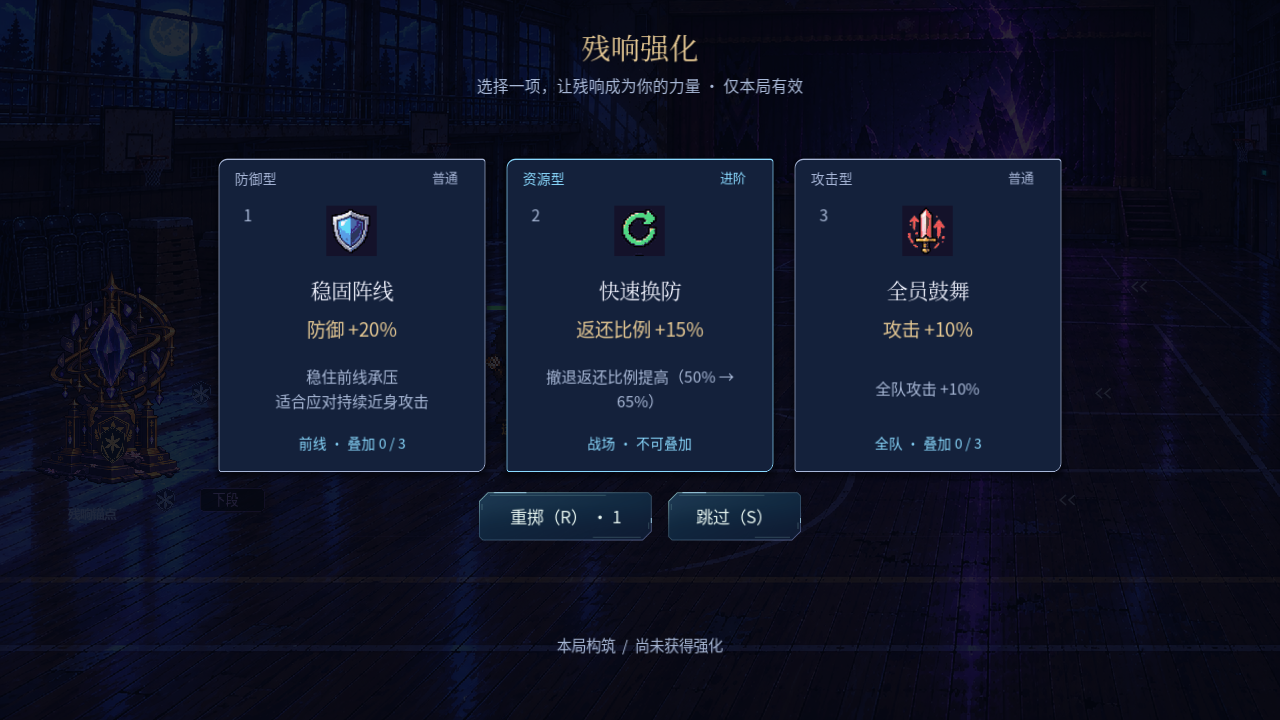 残响强化
选择一项，让残响成为你的力量 · 仅本局有效
防御型 普通
1
稳固阵线
防御 +20%
稳住前线承压
适合应对持续近身攻击
前线 · 叠加 0 / 3
资源型 进阶
2
快速换防
返还比例 +15%
撤退返还比例提高（50% →
65%）
战场 · 不可叠加
攻击型 普通
3
全员鼓舞
攻击 +10%
全队攻击 +10%
全队 · 叠加 0 / 3
下段
残响锚点
重掷（R） · 1
跳过（S）
本局构筑 / 尚未获得强化